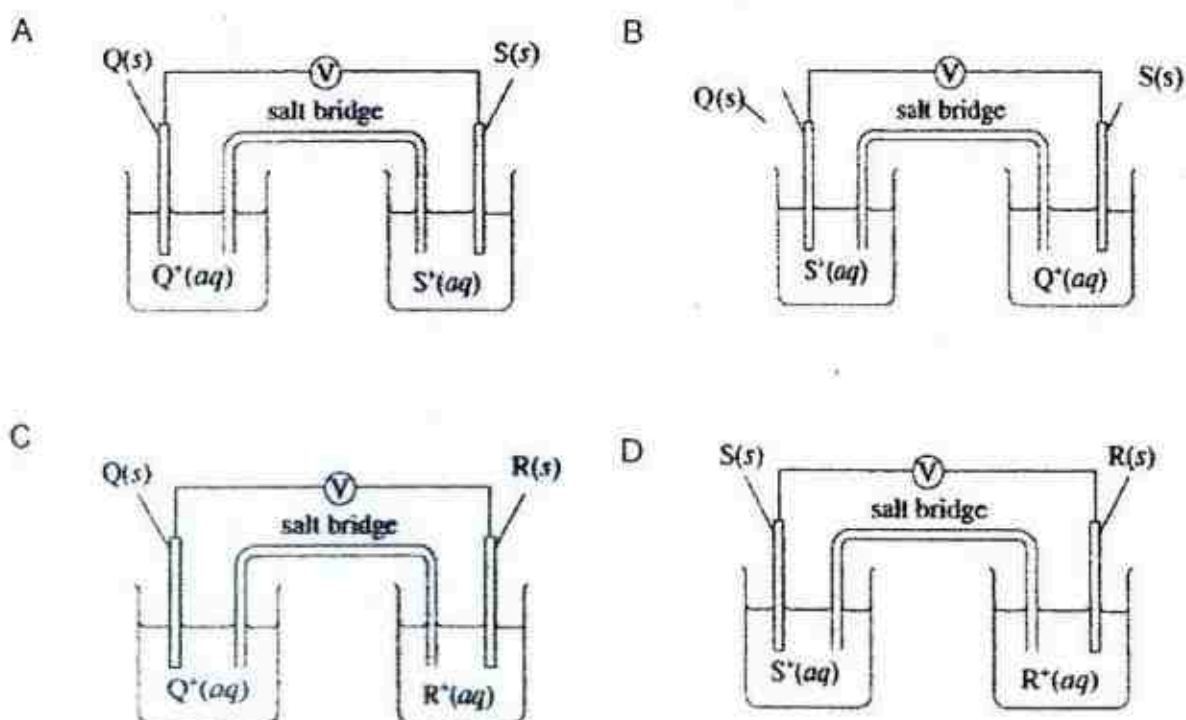 A
Q(s)
V
S(s)
salt bridge
Q⁺(aq)
S⁺(aq)
B
Q(s)
V
S(s)
salt bridge
S⁺(aq)
Q⁺(aq)
C
Q(s)
V
R(s)
salt bridge
Q⁺(aq)
R⁺(aq)
D
S(s)
V
R(s)
salt bridge
S⁺(aq)
R⁺(aq)